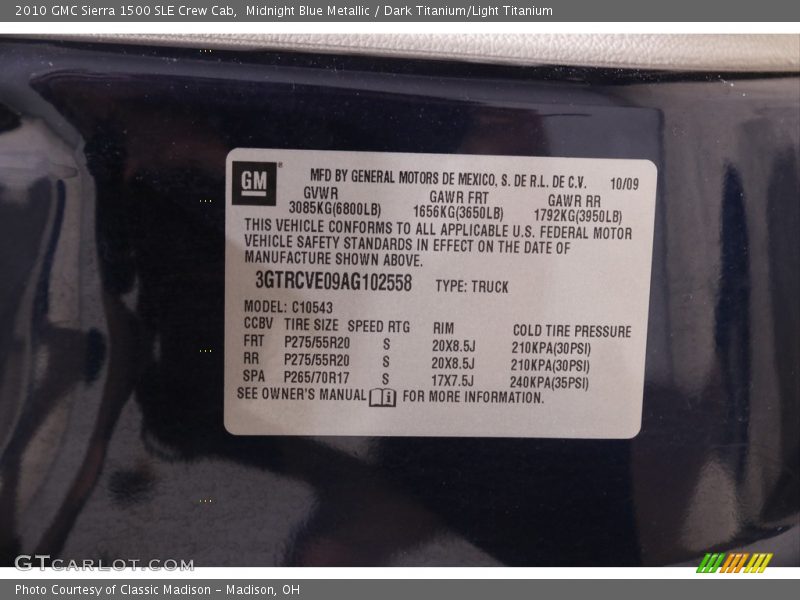 2010 GMC Sierra 1500 SLE Crew Cab, Midnight Blue Metallic / Dark Titanium/Light Titanium
GM ® MFD BY GENERAL MOTORS DE MEXICO, S. DE R.L. DE C.V. 10/09
GVWR GAWR FRT GAWR RR
3085KG(6800LB) 1656KG(3650LB) 1792KG(3950LB)
THIS VEHICLE CONFORMS TO ALL APPLICABLE U.S. FEDERAL MOTOR
VEHICLE SAFETY STANDARDS IN EFFECT ON THE DATE OF
MANUFACTURE SHOWN ABOVE.
3GTRCVE09AG102558 TYPE: TRUCK
MODEL: C10543
CCBV TIRE SIZE SPEED RTG RIM COLD TIRE PRESSURE
FRT P275/55R20 S 20X8.5J 210KPA(30PSI)
RR P275/55R20 S 20X8.5J 210KPA(30PSI)
SPA P265/70R17 S 17X7.5J 240KPA(35PSI)
SEE OWNER'S MANUAL i FOR MORE INFORMATION.
GTcarlot.com
Photo Courtesy of Classic Madison - Madison, OH